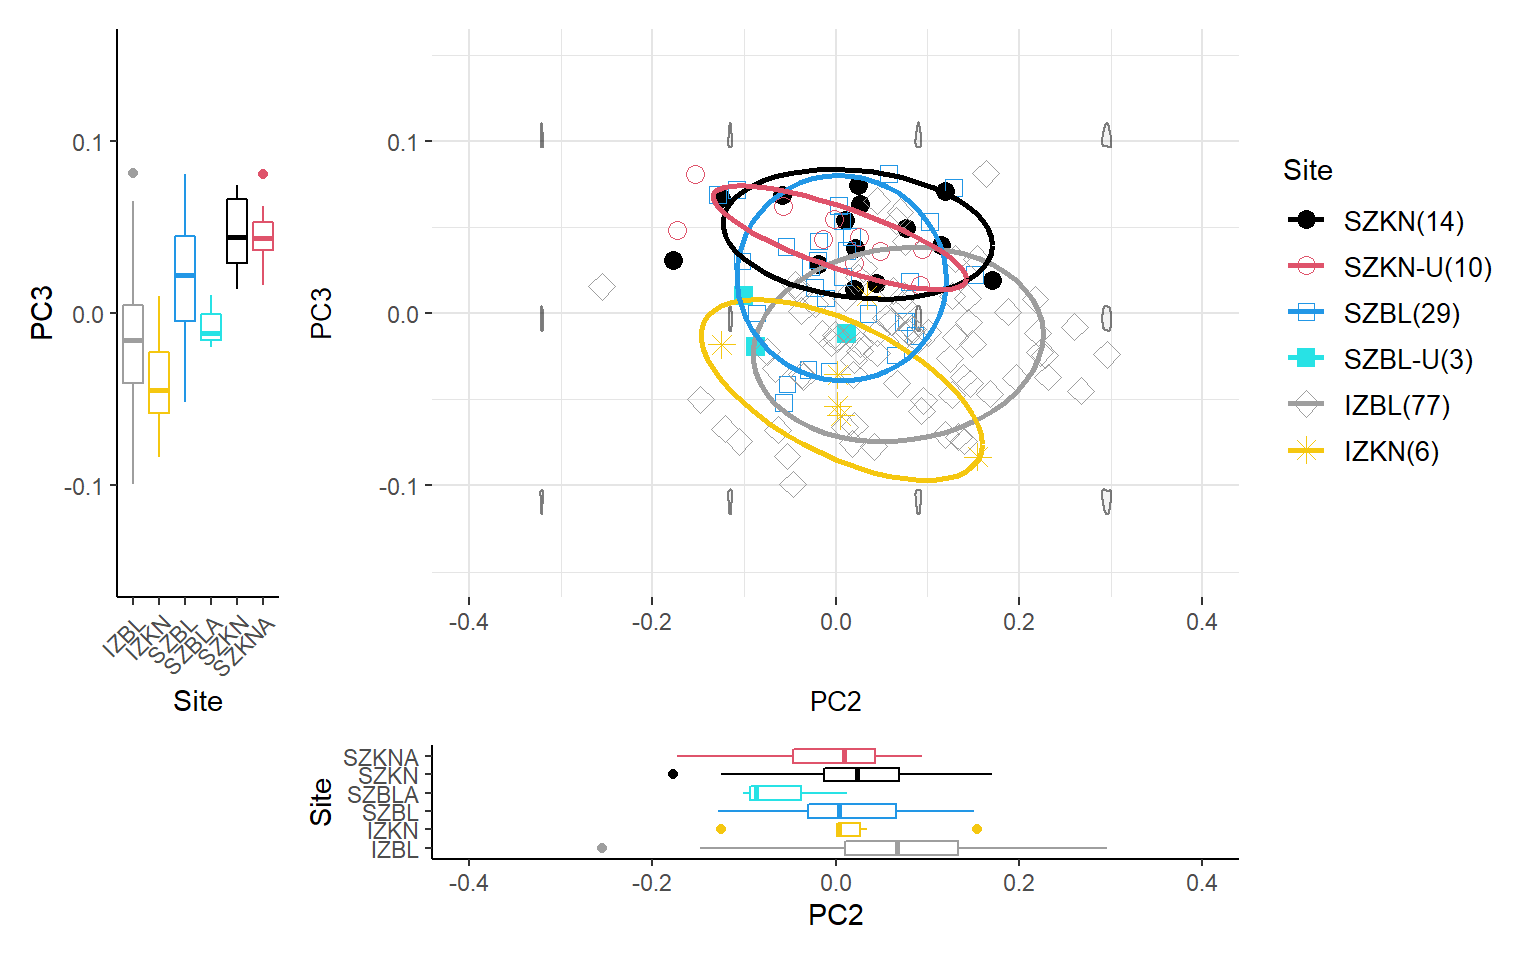 PC3
0.1
0.0
-0.1
IZBL
IZKN
SZBL
SZBLA
SZKN
SZKNA
Site
PC3
0.1
0.0
-0.1
-0.4
-0.2
0.0
0.2
0.4
PC2
Site
SZKN(14)
SZKN-U(10)
SZBL(29)
SZBL-U(3)
IZBL(77)
IZKN(6)
Site
SZKNA
SZKN
SZBLA
SZBL
IZKN
IZBL
-0.4
-0.2
0.0
0.2
0.4
PC2